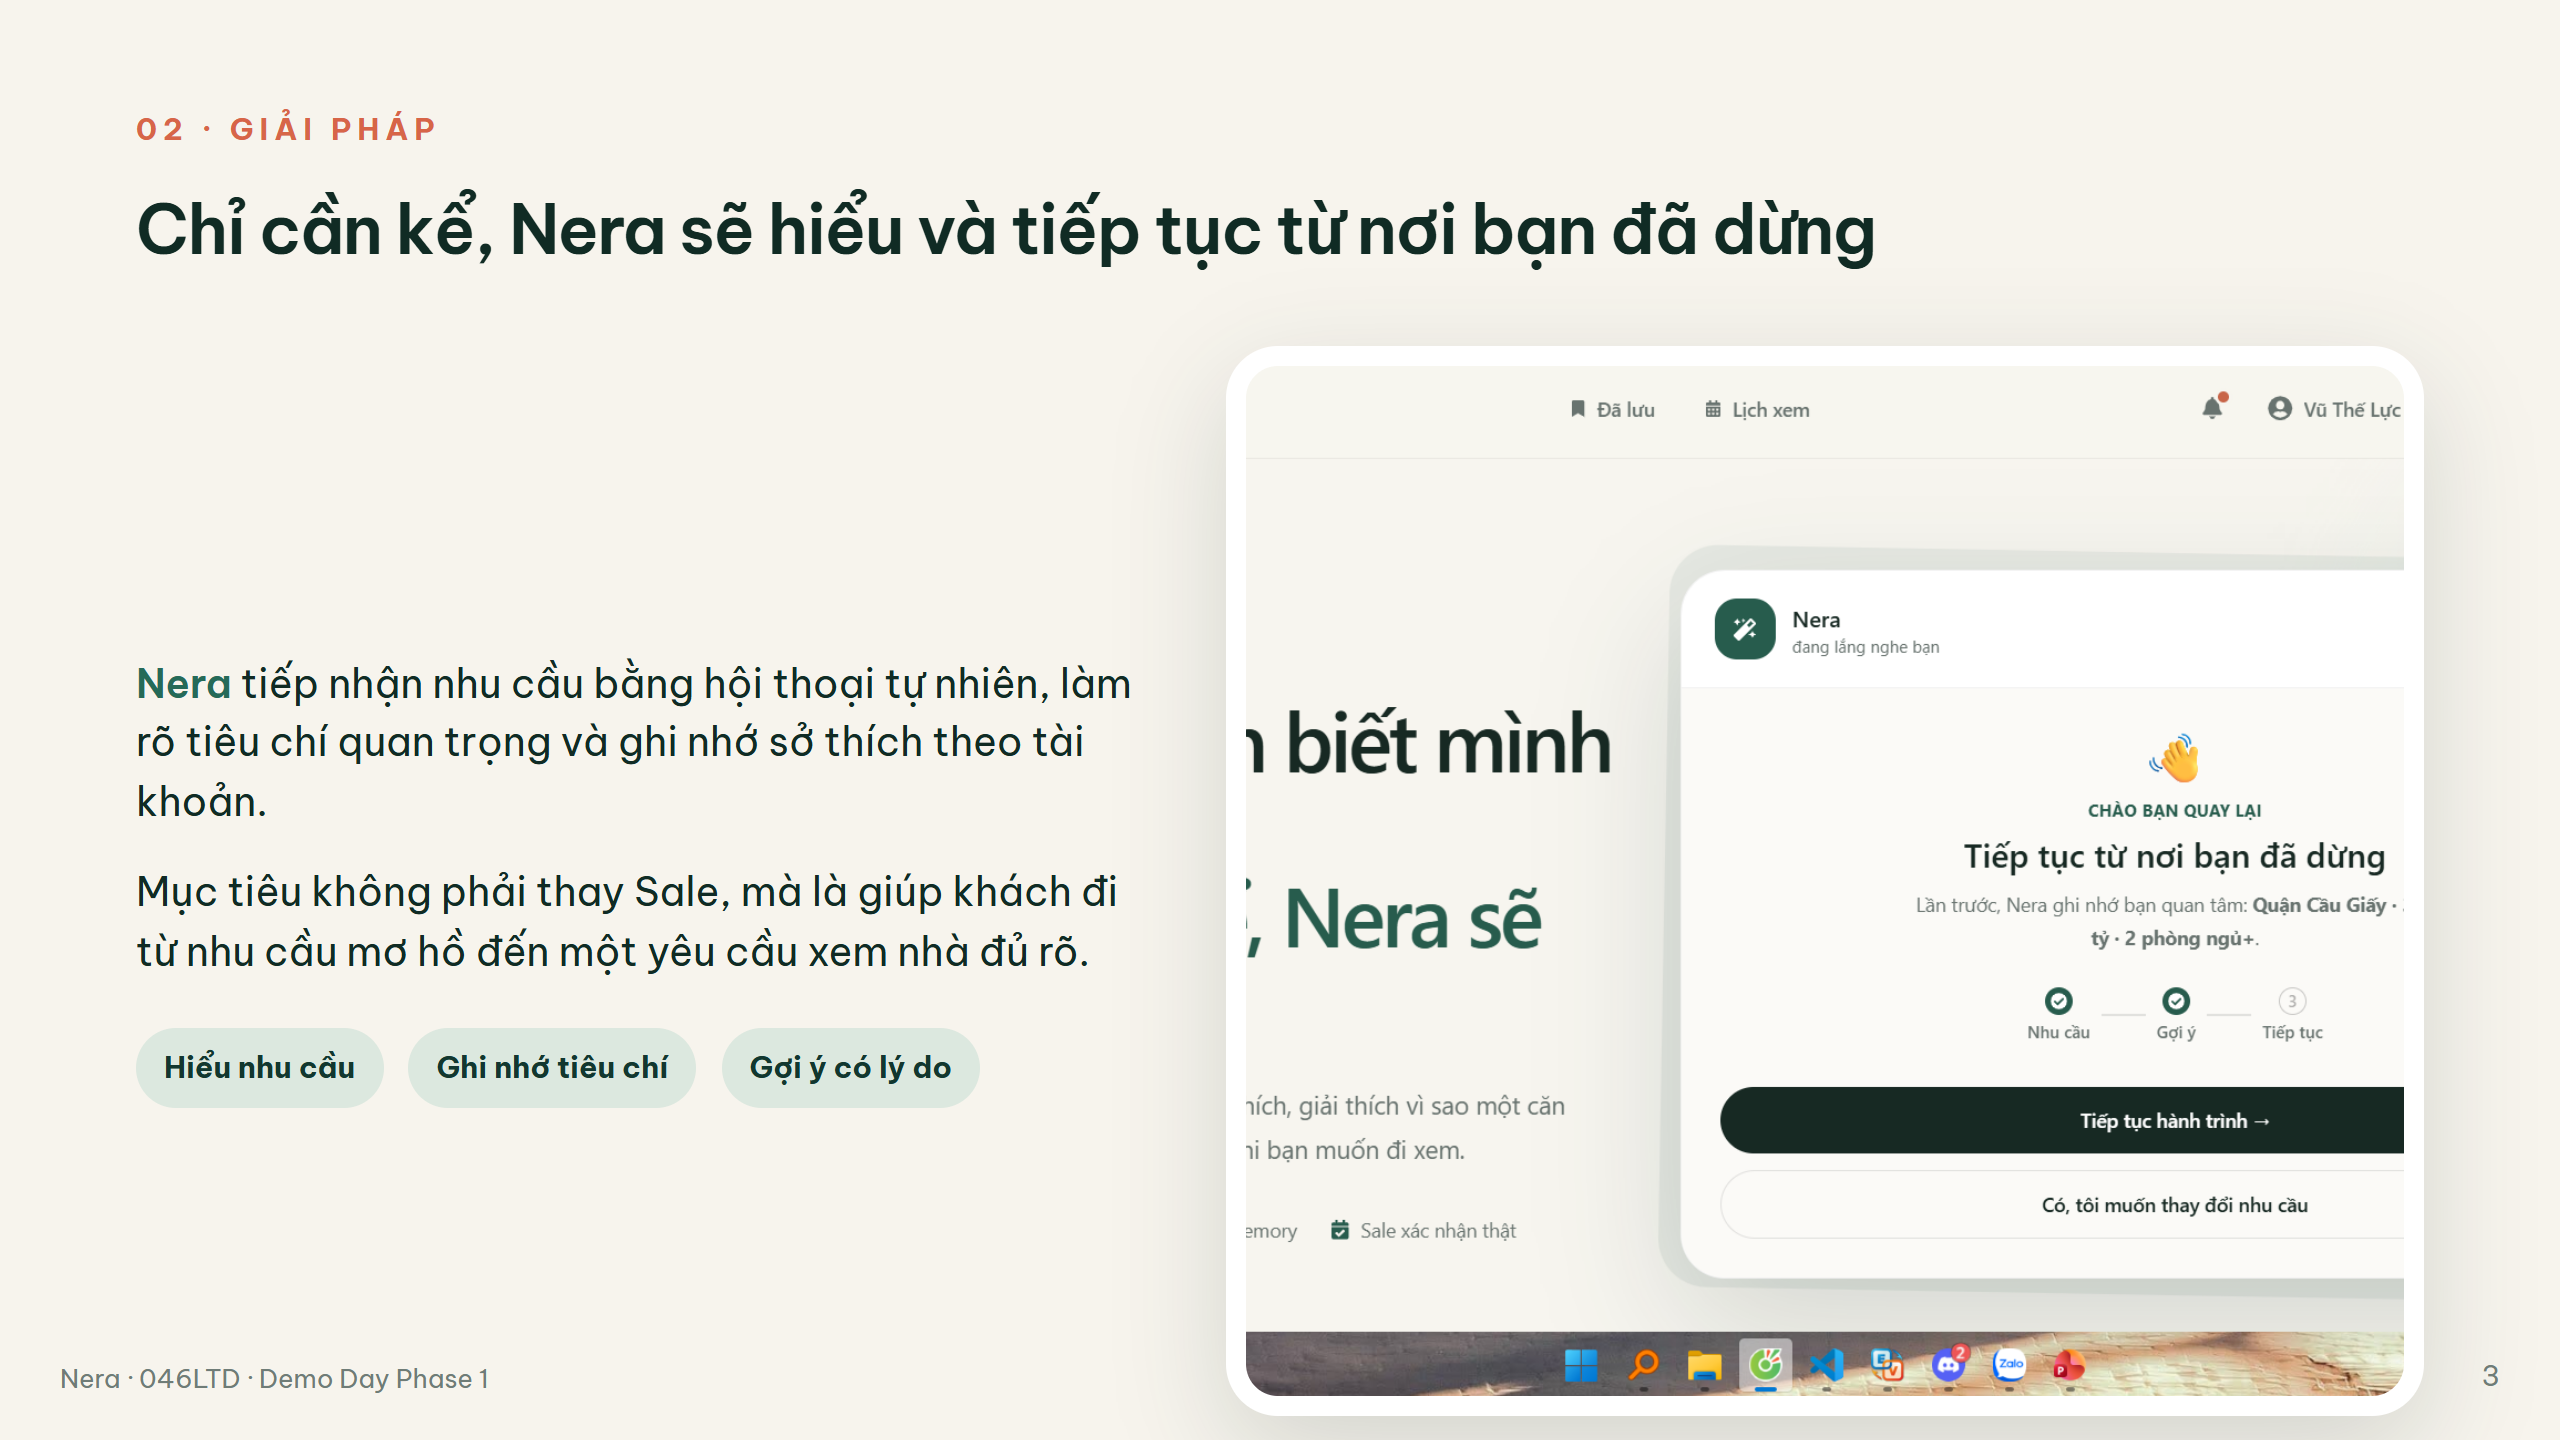 02 · GIẢI PHÁP
Chỉ cần kể, Nera sẽ hiểu và tiếp tục từ nơi bạn đã dừng
Nera tiếp nhận nhu cầu bằng hội thoại tự nhiên, làm
rõ tiêu chí quan trọng và ghi nhớ sở thích theo tài
khoản.
Mục tiêu không phải thay Sale, mà là giúp khách đi
từ nhu cầu mơ hồ đến một yêu cầu xem nhà đủ rõ.
Hiểu nhu cầu
Ghi nhớ tiêu chí
Gợi ý có lý do
Đã lưu
Lịch xem
Vũ Thế Lực
biết mình
, Nera sẽ
hích, giải thích vì sao một căn
hi bạn muốn đi xem.
emory
Sale xác nhận thật
Nera
đang lắng nghe bạn
CHÀO BẠN QUAY LẠI
Tiếp tục từ nơi bạn đã dừng
Lần trước, Nera ghi nhớ bạn quan tâm: Quận Cầu Giấy ·
tỷ · 2 phòng ngủ+.
3
Nhu cầu
Gợi ý
Tiếp tục
Tiếp tục hành trình →
Có, tôi muốn thay đổi nhu cầu
2
Zalo
Nera · 046LTD · Demo Day Phase 1
3